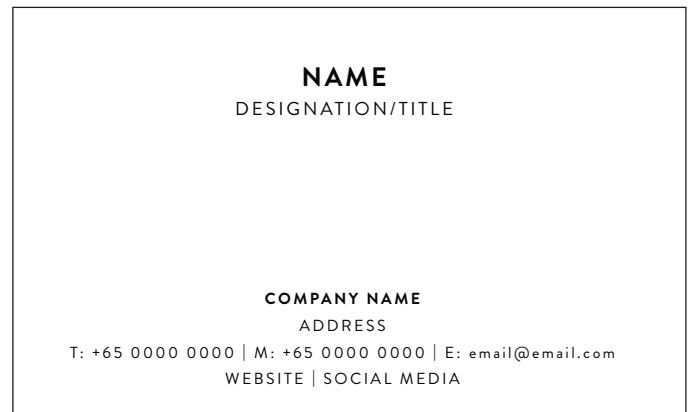 NAME
DESIGNATION/TITLE
COMPANY NAME
ADDRESS
T: +65 0000 0000 | M: +65 0000 0000 | E: email@email.com
WEBSITE | SOCIAL MEDIA